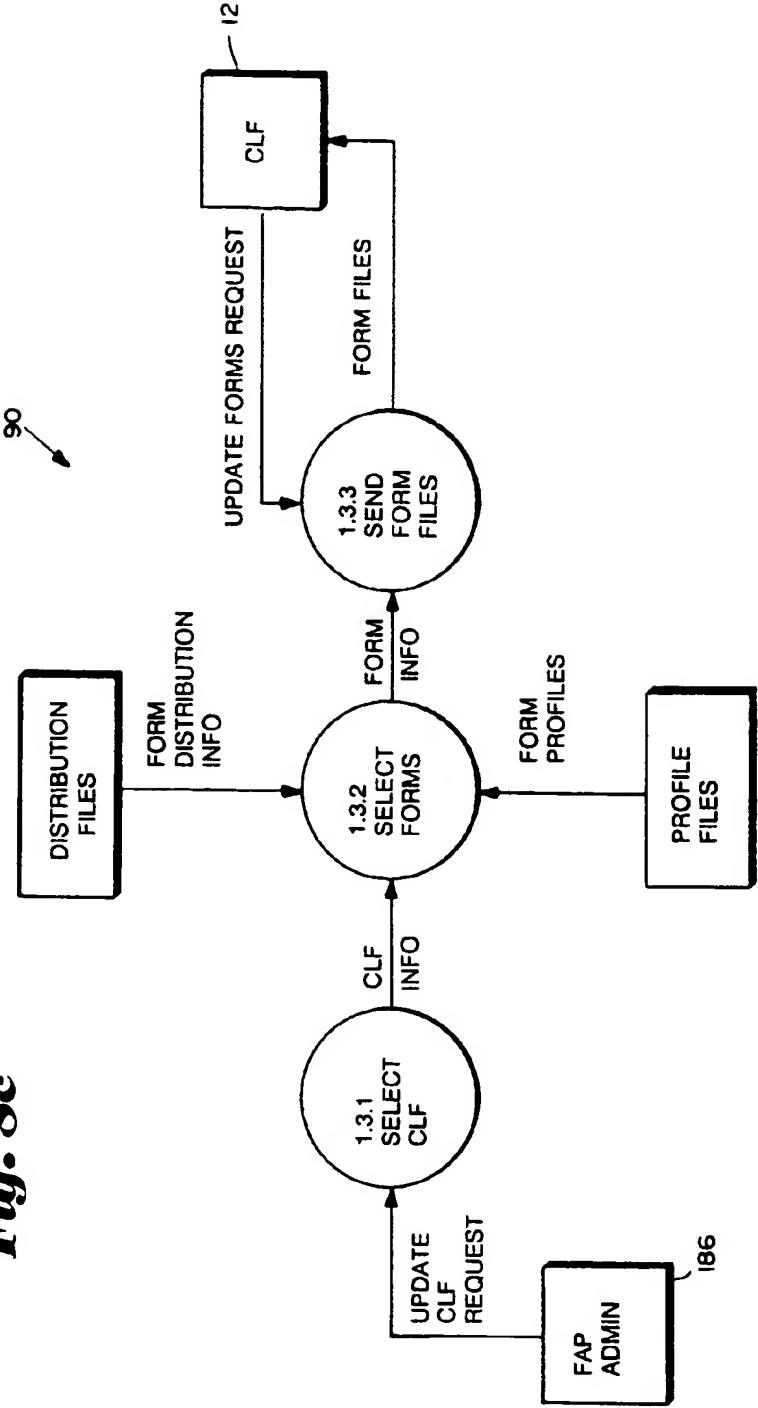 Fig.
90
12
CLF
UPDATE FORMS REQUEST
FORM FILES
DISTRIBUTION
FILES
FORM
DISTRIBUTION
INFO
1.3.3
SEND
FORM
FILES
FORM
INFO
1.3.2
SELECT
FORMS
FORM
PROFILES
PROFILE
FILES
CLF
INFO
1.3.1
SELECT
CLF
UPDATE
CLF
REQUEST
FAP
ADMIN
186